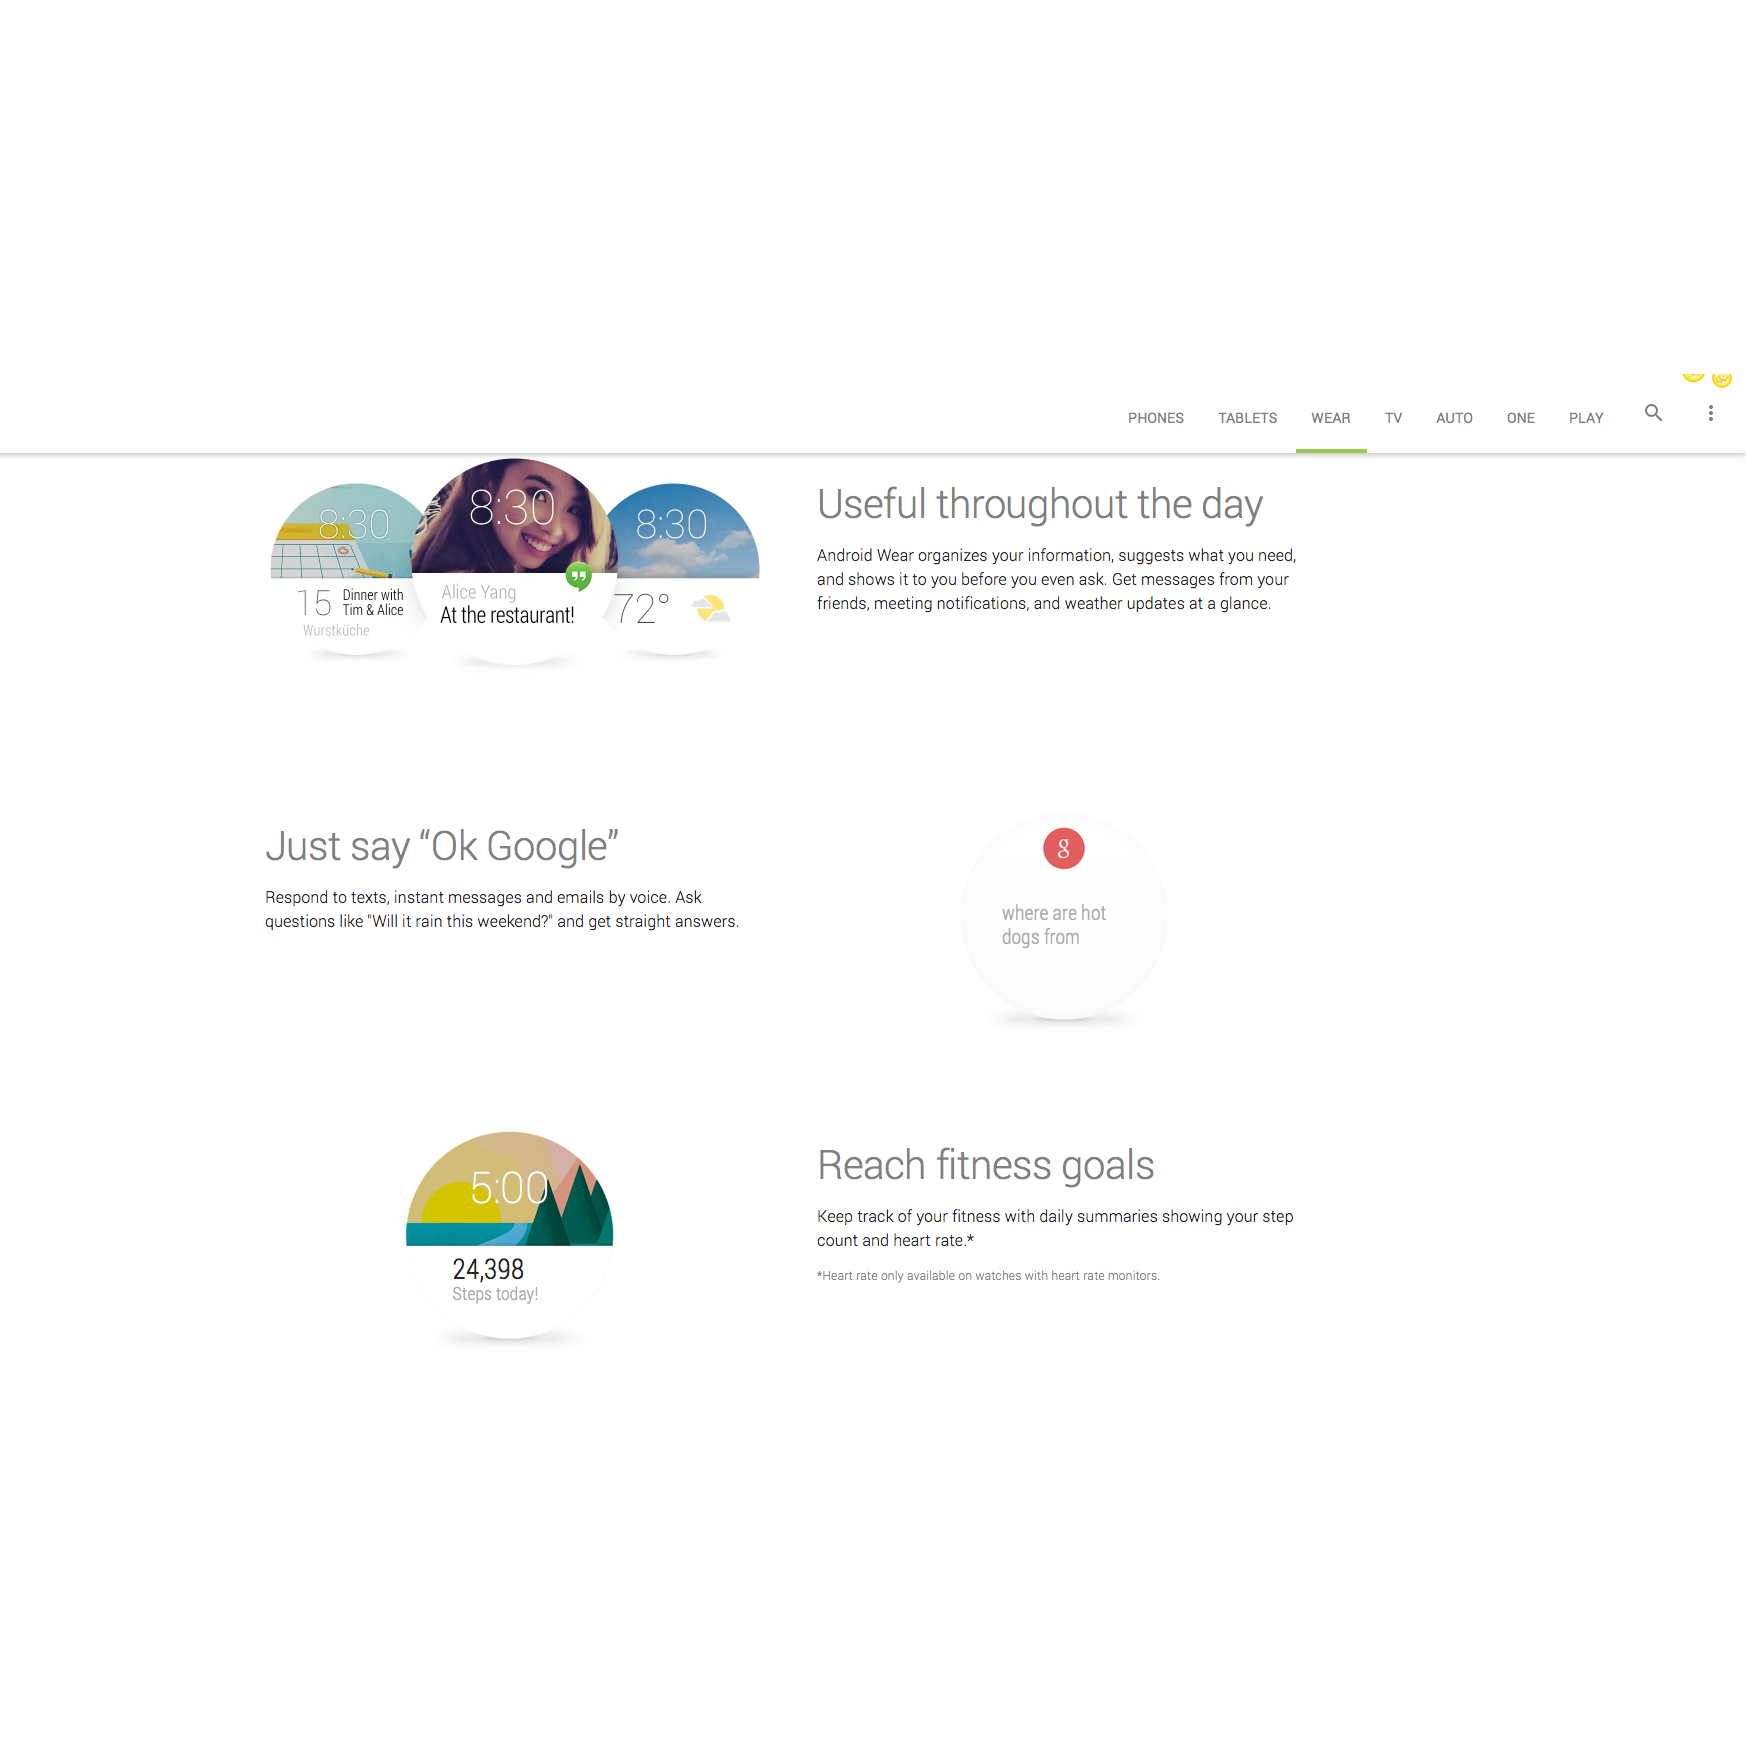 PHONES TABLETS WEAR TV AUTO ONE PLAY
8:30
15 Dinner with
Tim & Alice
Wurstküche
8:30
Alice Yang
At the restaurant!
8:30
72°
Useful throughout the day
Android Wear organizes your information, suggests what you need,
and shows it to you before you even ask. Get messages from your
friends, meeting notifications, and weather updates at a glance.
Just say “Ok Google”
Respond to texts, instant messages and emails by voice. Ask
questions like "Will it rain this weekend?" and get straight answers.
g
where are hot
dogs from
5:00
24,398
Steps today!
Reach fitness goals
Keep track of your fitness with daily summaries showing your step
count and heart rate.*
*Heart rate only available on watches with heart rate monitors.